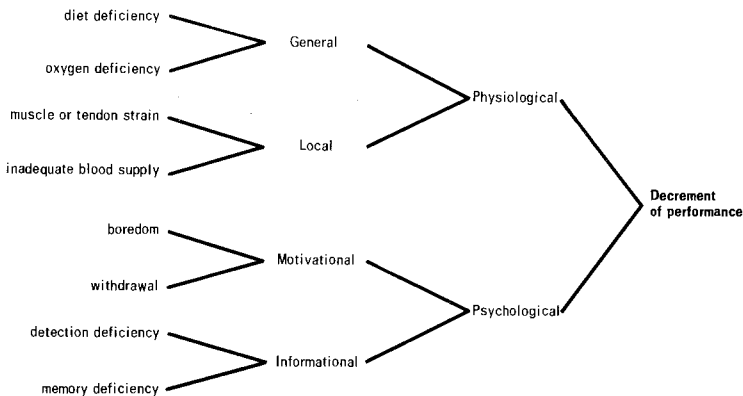 diet deficiency
General
oxygen deficiency
Physiological
muscle or tendon strain
Local
inadequate blood supply
Decrement
of performance
boredom
Motivational
withdrawal
Psychological
detection deficiency
Informational
memory deficiency